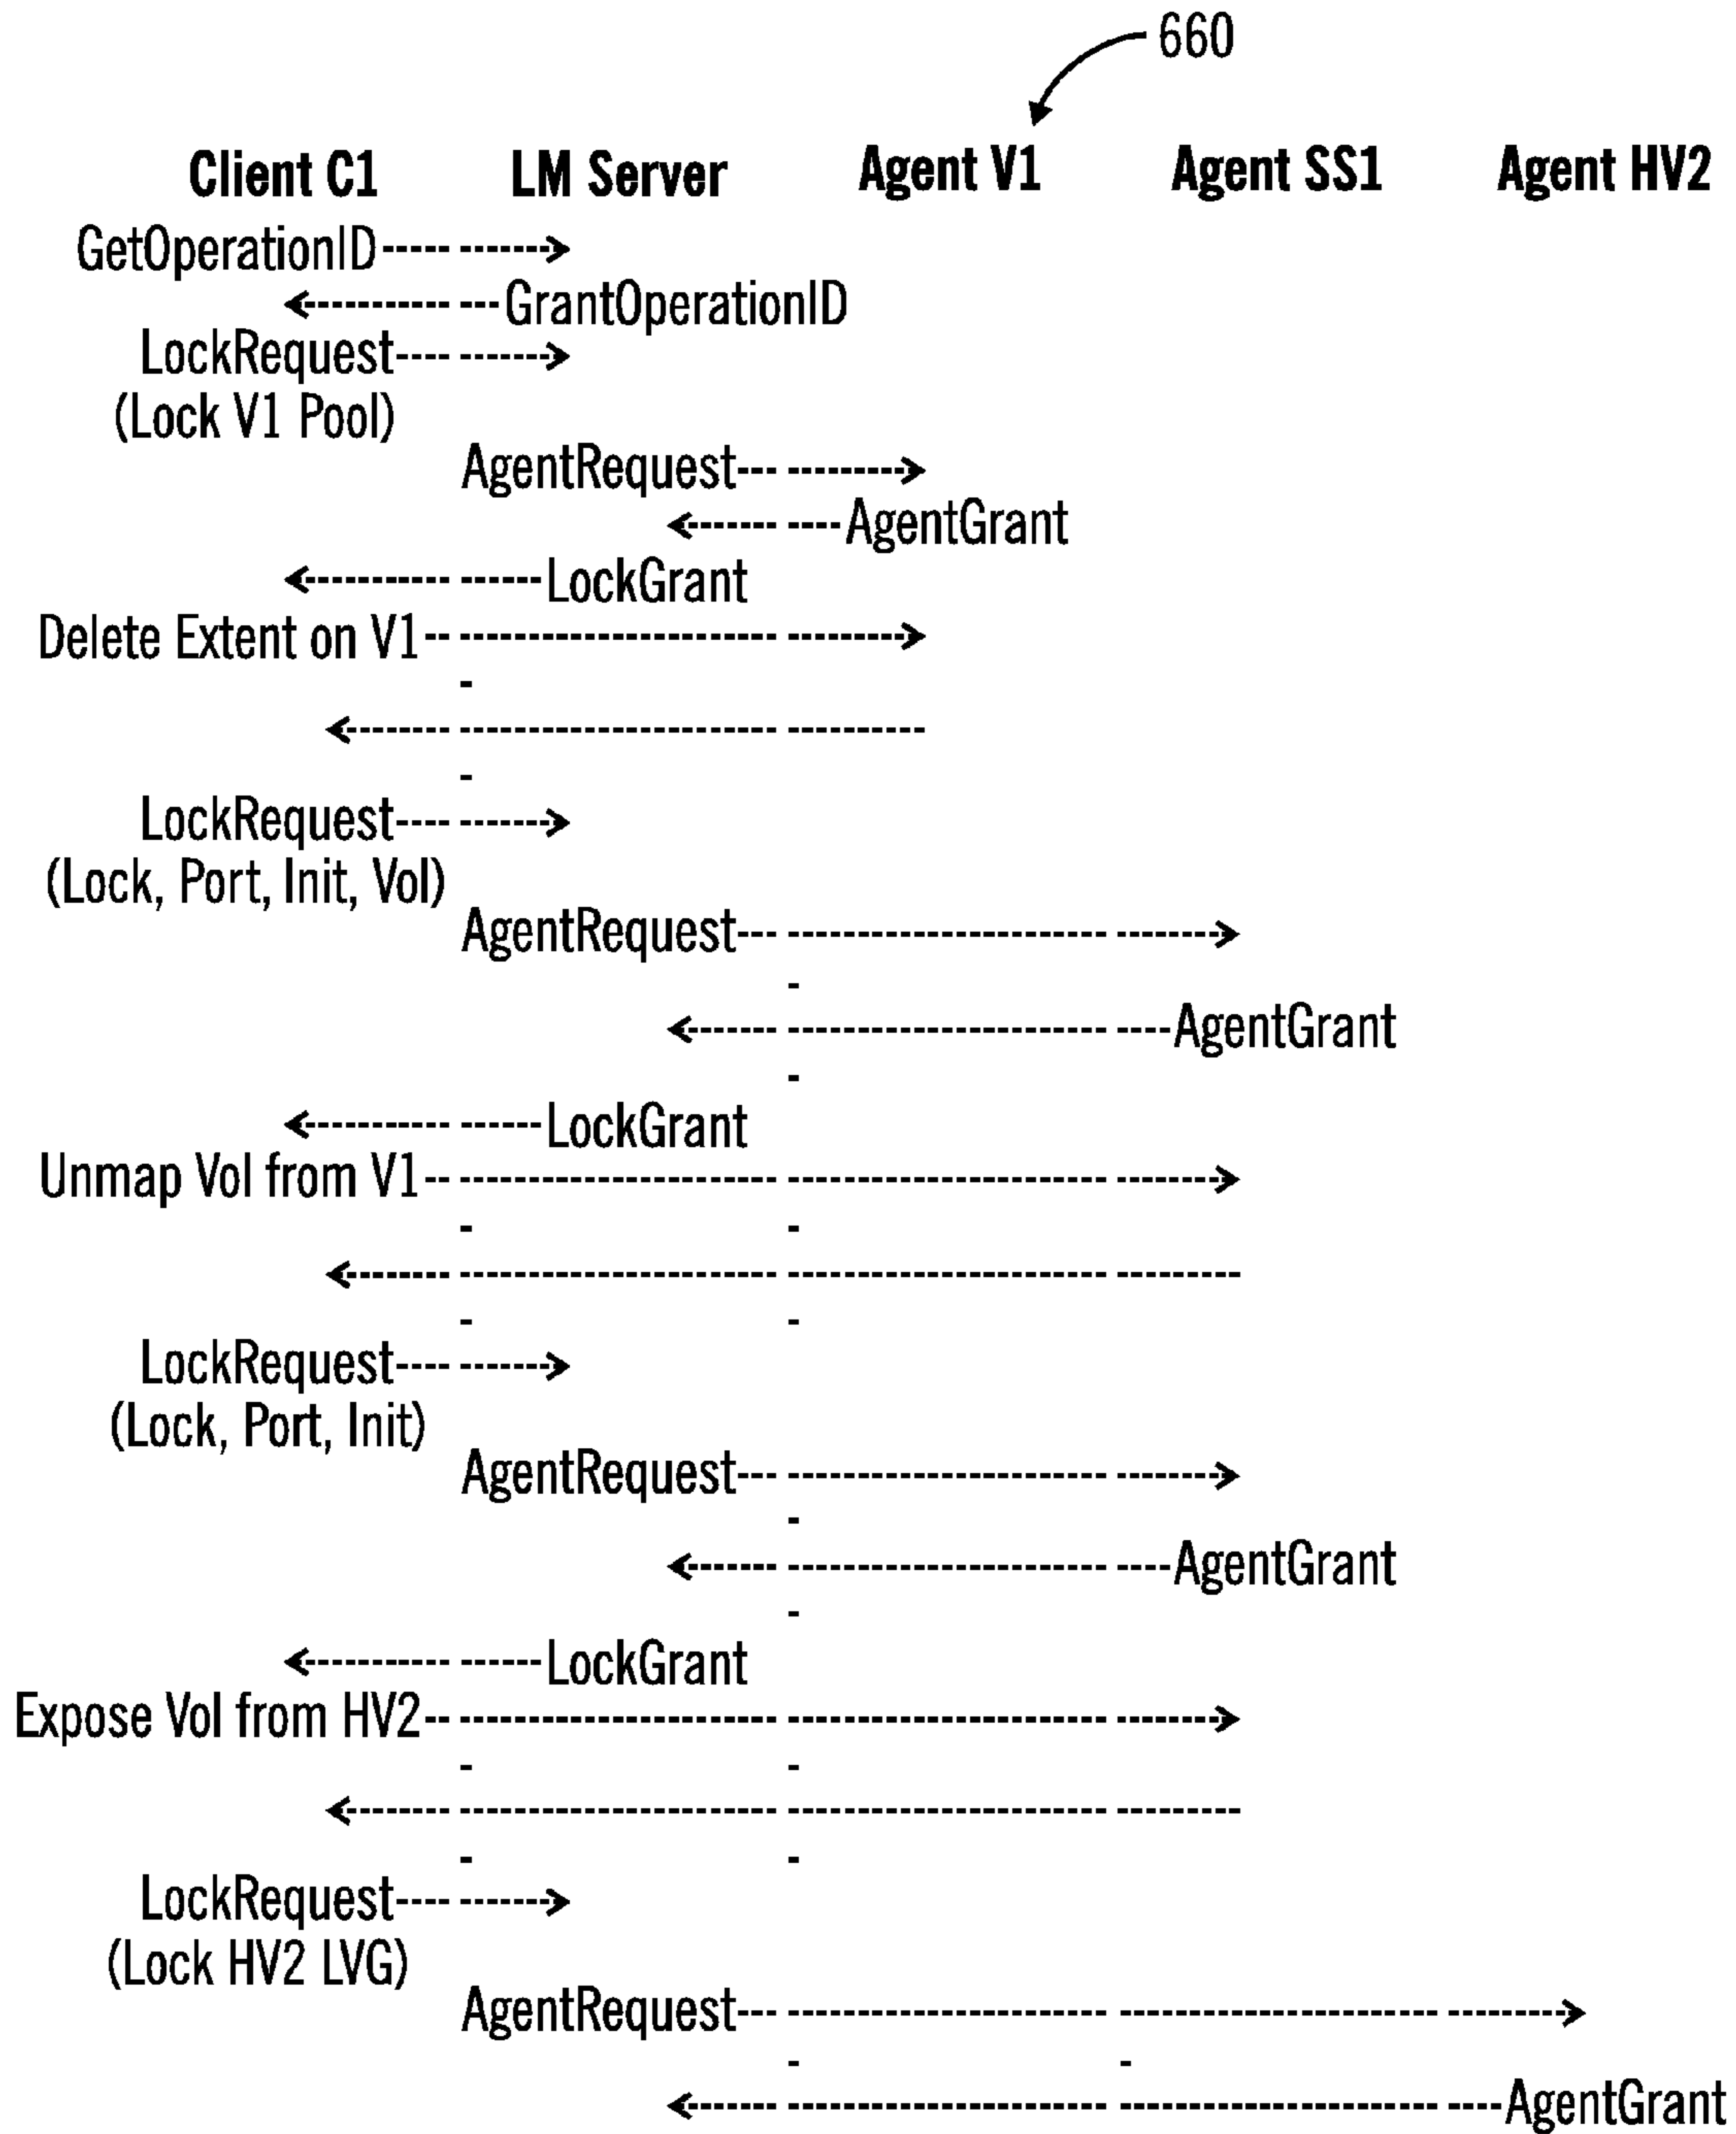 660
Client C1 LM Server Agent V1 Agent SS1 Agent HV2
GetOperationID
GrantOperationID
LockRequest
(Lock V1 Pool)
AgentRequest
AgentGrant
LockGrant
Delete Extent on V1
LockRequest
(Lock, Port, Init, Vol)
AgentRequest
AgentGrant
LockGrant
Unmap Vol from V1
LockRequest
(Lock, Port, Init)
AgentRequest
AgentGrant
LockGrant
Expose Vol from HV2
LockRequest
(Lock HV2 LVG)
AgentRequest
AgentGrant